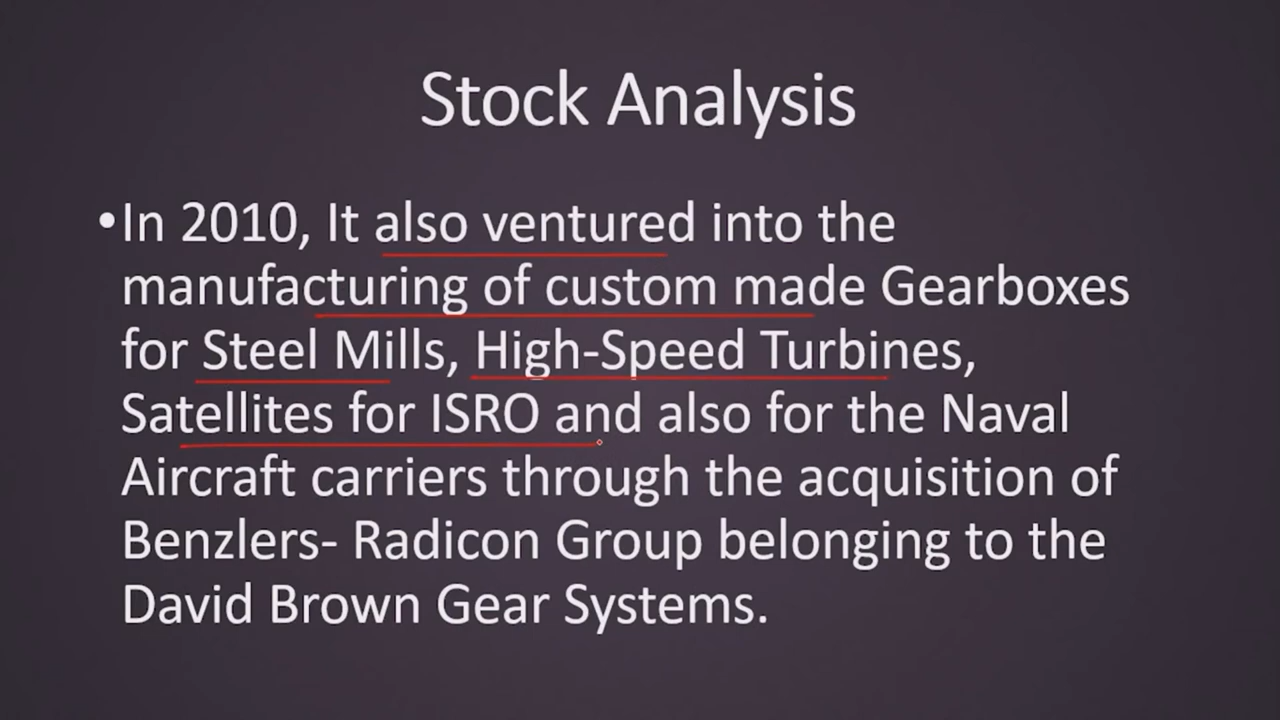 Stock Analysis
•In 2010, It also ventured into the
manufacturing of custom made Gearboxes
for Steel Mills, High-Speed Turbines,
Satellites for ISRO and also for the Naval
Aircraft carriers through the acquisition of
Benzlers- Radicon Group belonging to the
David Brown Gear Systems.